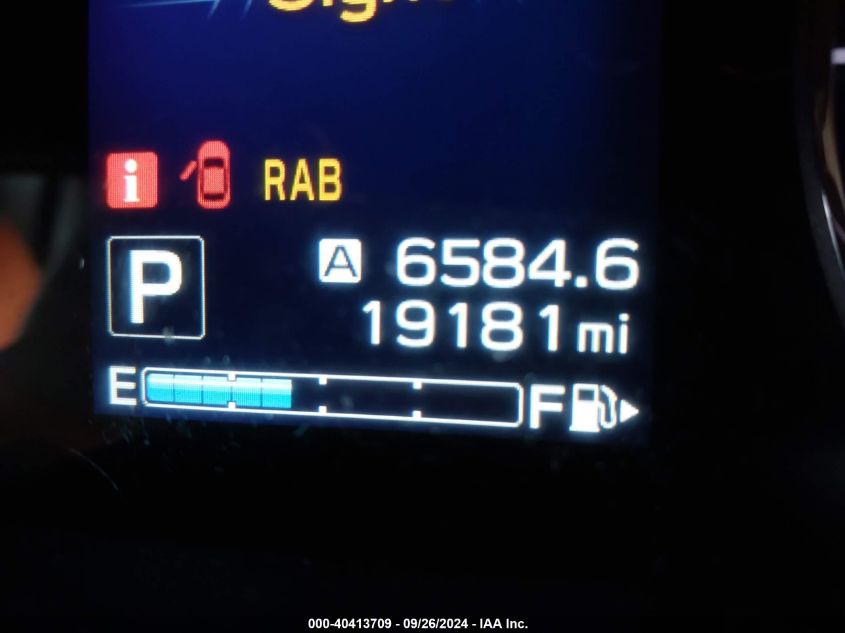 i RAB
P A 6584.6
19181 mi
E F
000-40413709 - 09/26/2024 - IAA Inc.